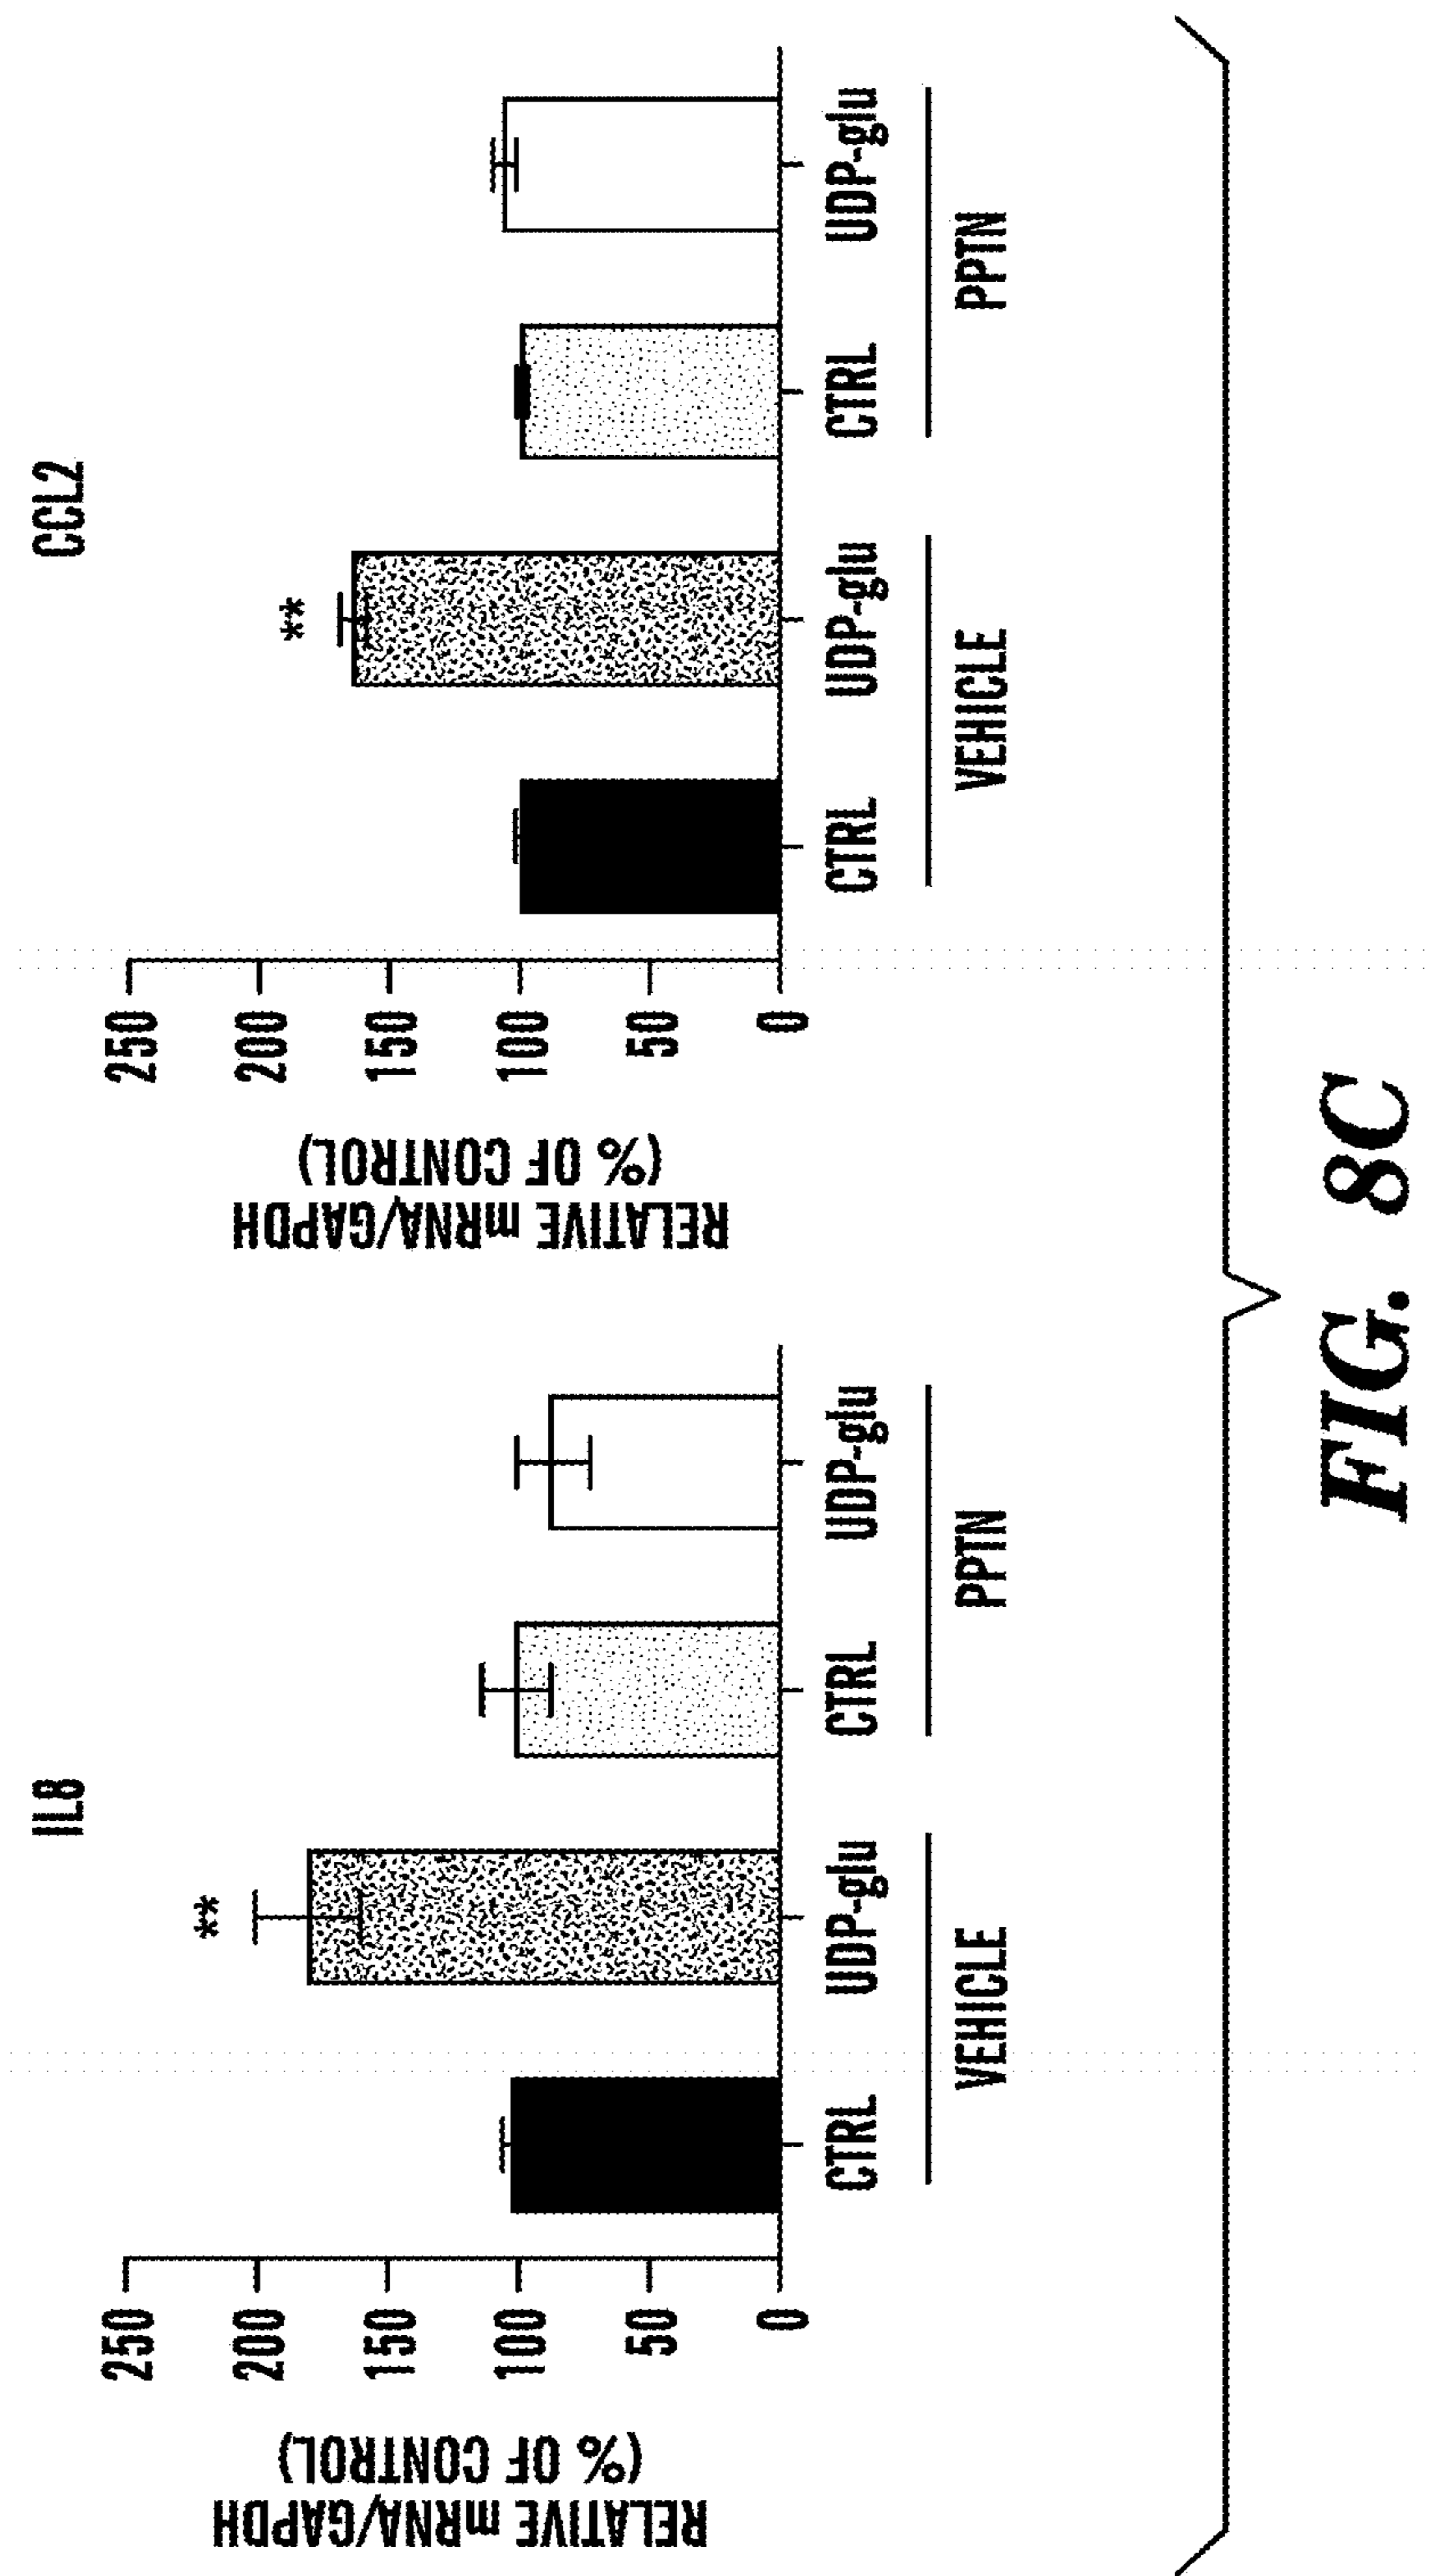 IL8
RELATIVE mRNA/GAPDH
(% OF CONTROL)
250
200
150
100
50
0
CTRL
UDP-glu
CTRL
UDP-glu
VEHICLE
PPTN
**
CCL2
RELATIVE mRNA/GAPDH
(% OF CONTROL)
250
200
150
100
50
0
CTRL
UDP-glu
CTRL
UDP-glu
VEHICLE
PPTN
**
FIG. 8C